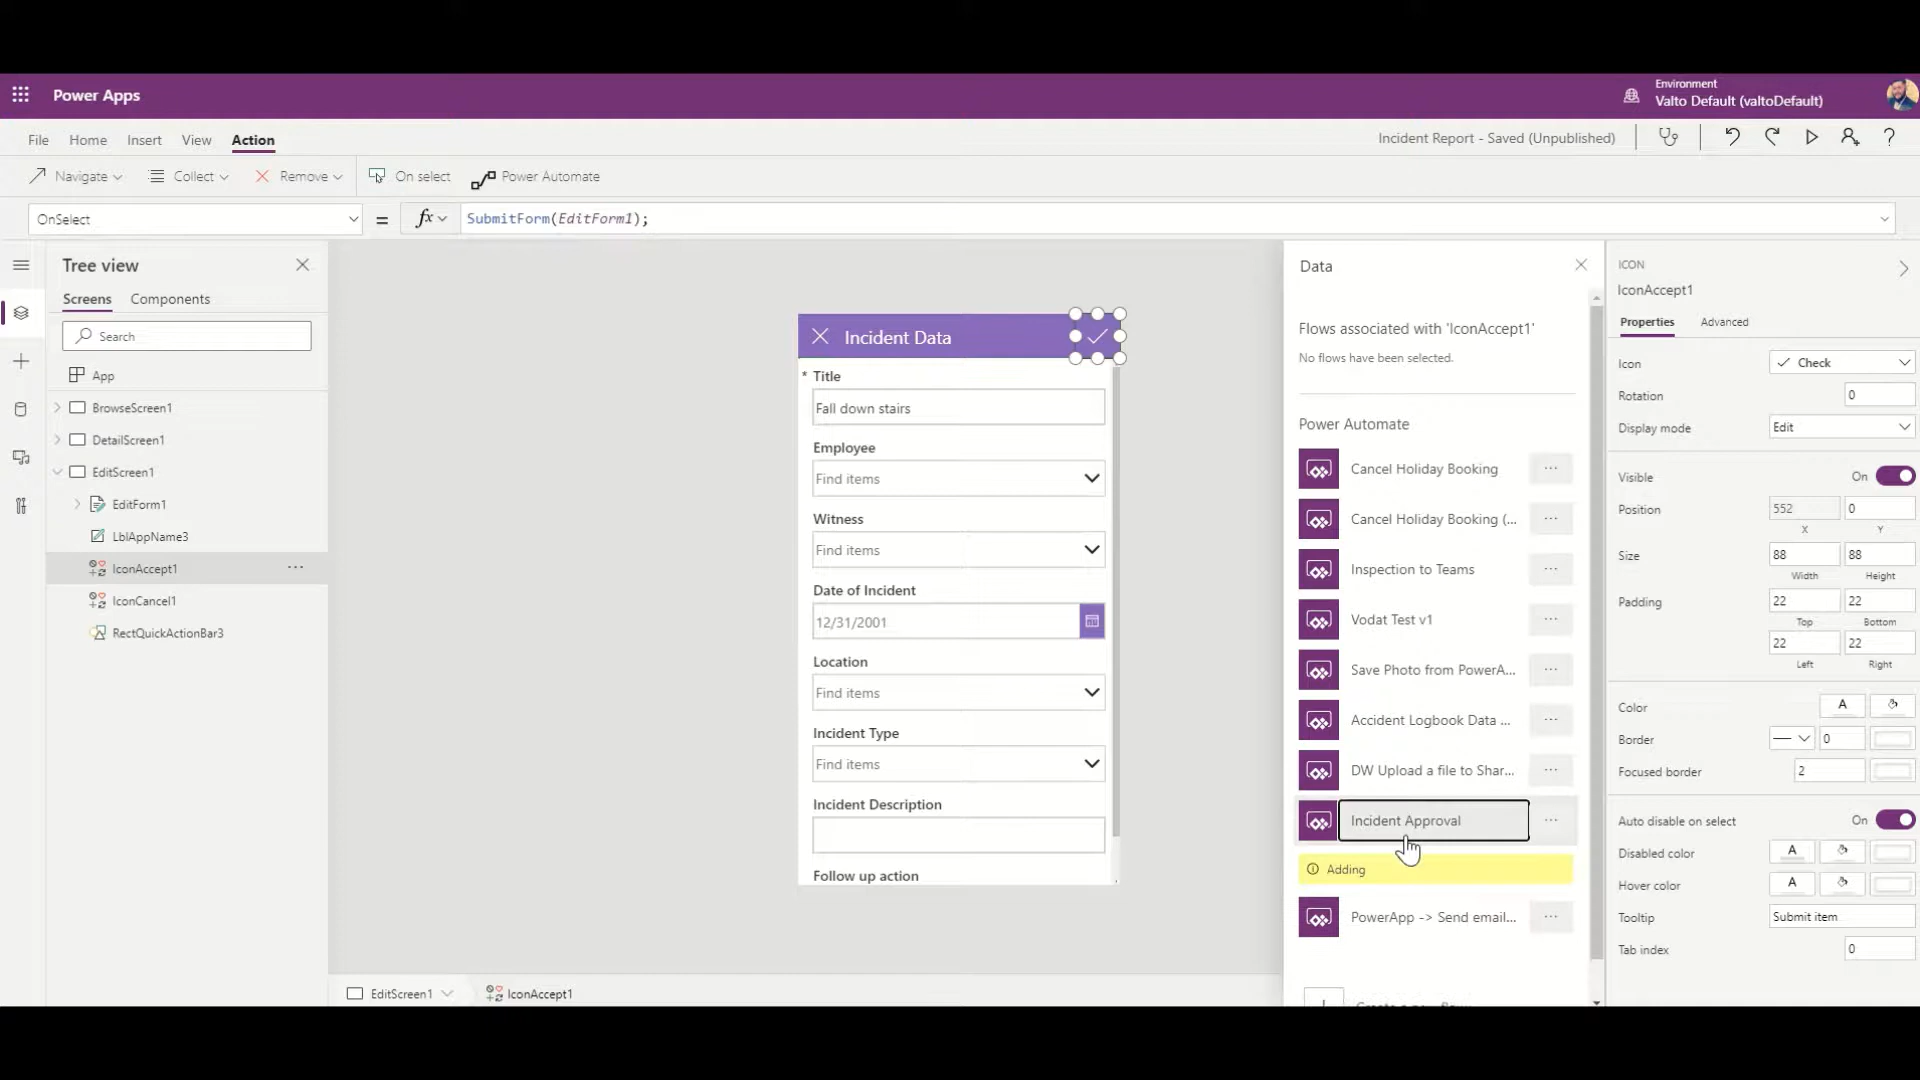 Power Apps
Environment
Valto Default (valtoDefault)
File
Home
Insert
View
Action
Incident Report - Saved (Unpublished)
?
Navigate
Collect
Remove
On select
Power Automate
OnSelect
=
fx
SubmitForm(EditForm1);
Tree view
Screens
Components
Search
App
BrowseScreen1
DetailScreen1
EditScreen1
EditForm1
LblAppName3
IconAccept1
...
IconCancel1
RectQuickActionBar3
Incident Data
* Title
Fall down stairs
Employee
Find items
Witness
Find items
Date of Incident
12/31/2001
Location
Find items
Incident Type
Find items
Incident Description
Follow up action
EditScreen1
IconAccept1
Data
Flows associated with 'IconAccept1'
No flows have been selected.
Power Automate
Cancel Holiday Booking
...
Cancel Holiday Booking (...
...
Inspection to Teams
...
Vodat Test v1
...
Save Photo from PowerA...
...
Accident Logbook Data ...
...
DW Upload a file to Shar...
...
Incident Approval
...
Adding
PowerApp -> Send email...
...
ICON
IconAccept1
Properties
Advanced
Icon
Check
Rotation
0
Display mode
Edit
Visible
On
Position
552
0
X
Y
Size
88
88
Width
Height
Padding
22
22
Top
Bottom
22
22
Left
Right
Color
A
Border
0
Focused border
2
Auto disable on select
On
Disabled color
A
Hover color
A
Tooltip
Submit item
Tab index
0